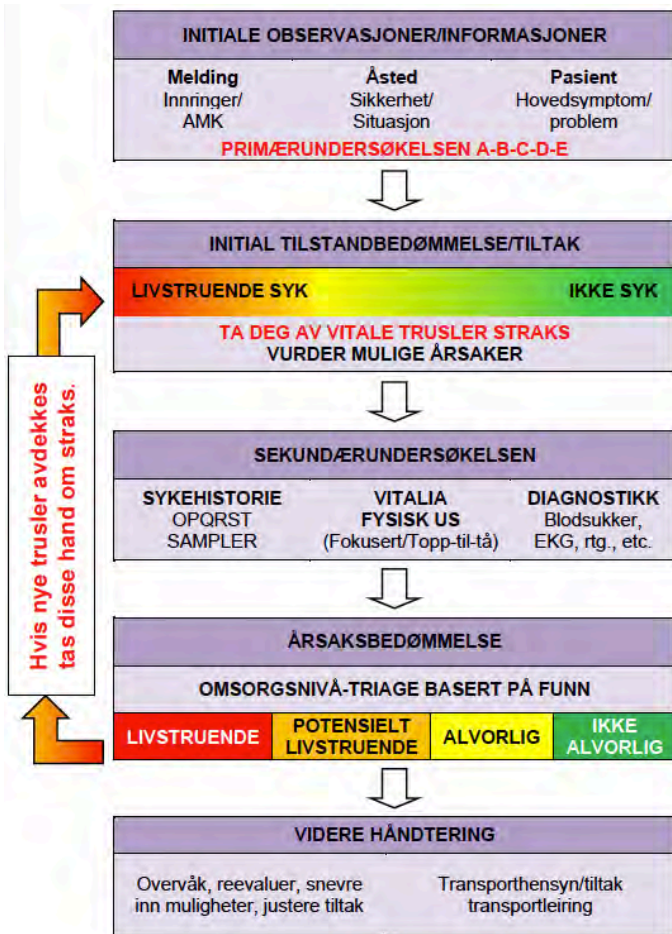 INITIALE OBSERVASJONER/INFORMASJONER
Melding
Innringer/
AMK
Åsted
Sikkerhet/
Situasjon
Pasient
Hovedsymptom/
problem
PRIMÆRUNDERSØKELSEN A-B-C-D-E
INITIAL TILSTANDBEDØMMELSE/TILTAK
LIVSTRUENDE SYK
IKKE SYK
TA DEG AV VITALE TRUSLER STRAKS
VURDER MULIGE ÅRSAKER
Hvis nye trusler avdekkes
tas disse hand om straks.
SEKUNDÆRUNDERSØKELSEN
SYKEHISTORIE
OPQRST
SAMPLER
VITALIA
FYSISK US
(Fokusert/Topp-til-tå)
DIAGNOSTIKK
Blodsukker,
EKG, rtg., etc.
ÅRSAKSBEDØMMELSE
OMSORGSNIVÅ-TRIAGE BASERT PÅ FUNN
LIVSTRUENDE
POTENSIELT
LIVSTRUENDE
ALVORLIG
IKKE
ALVORLIG
VIDERE HÅNDTERING
Overvåk, reevaluer, snevre
inn muligheter, justere tiltak
Transporthensyn/tiltak
transportleiring